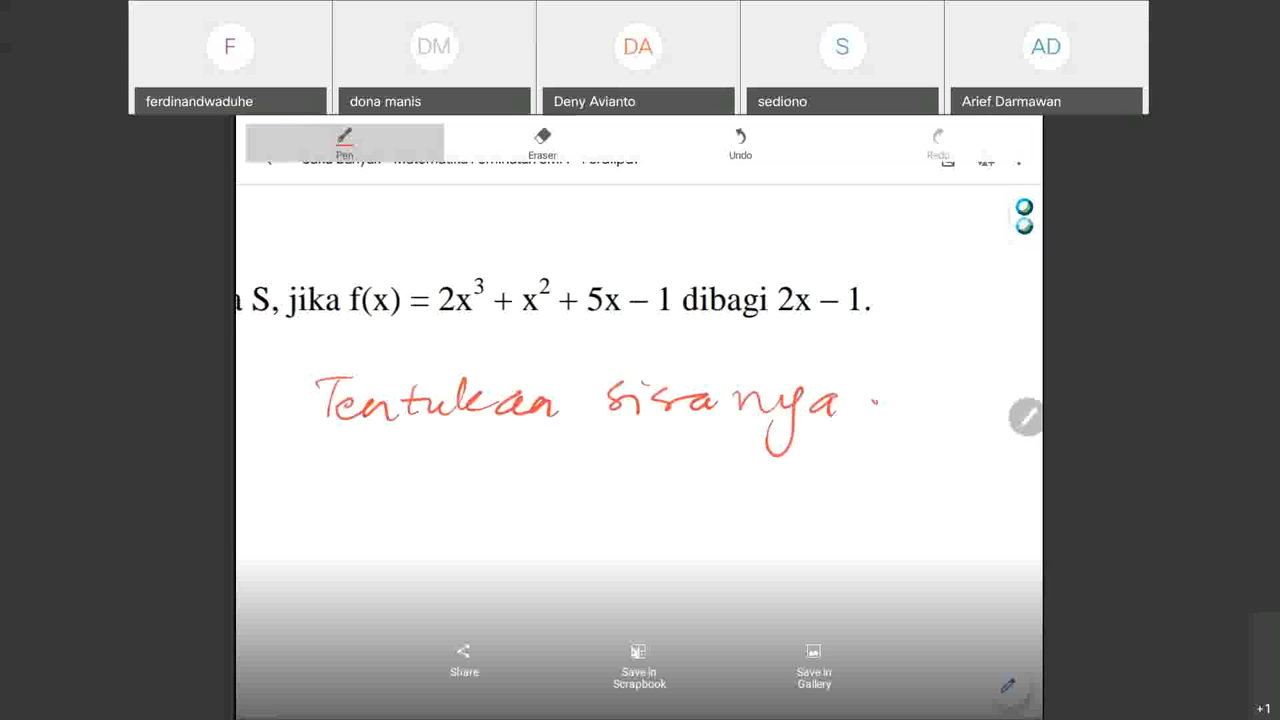 F DM DA S AD
ferdinandwaduhe dona manis Deny Avianto sediono Arief Darmawan
Pen Eraser Undo Redo
S, jika f(x) = 2x³ + x² + 5x – 1 dibagi 2x – 1.
Tentukan sisanya .
Share Save in Scrapbook Save in Gallery
+1